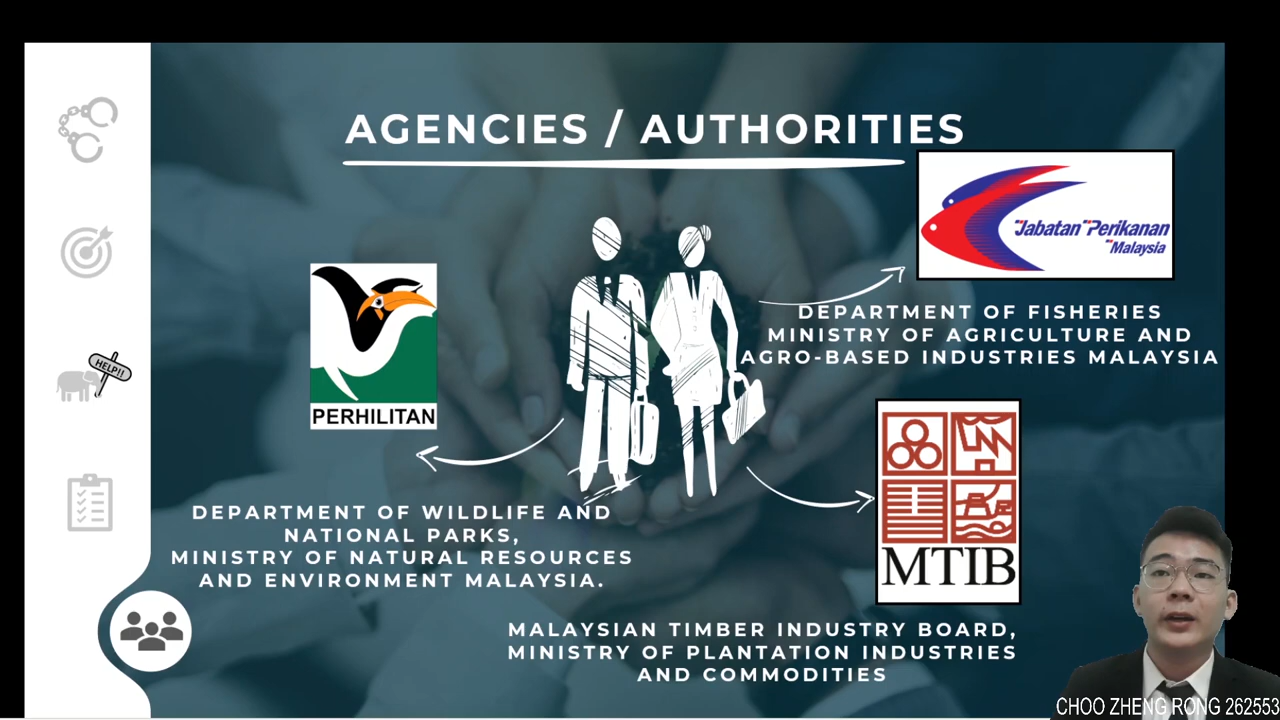 AGENCIES / AUTHORITIES
Jabatan Perikanan
Malaysia
DEPARTMENT OF FISHERIES
MINISTRY OF AGRICULTURE AND
AGRO-BASED INDUSTRIES MALAYSIA
HELP!!
PERHILITAN
DEPARTMENT OF WILDLIFE AND
NATIONAL PARKS,
MINISTRY OF NATURAL RESOURCES
AND ENVIRONMENT MALAYSIA.
MTIB
MALAYSIAN TIMBER INDUSTRY BOARD,
MINISTRY OF PLANTATION INDUSTRIES
AND COMMODITIES
CHOO ZHENG RONG 262553